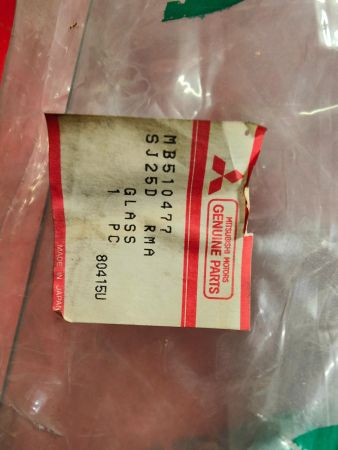 MITSUBISHI MOTORS
GENUINE PARTS
MB510477
SJ25D RMA
GLASS
1 PC
80415U
MADE IN JAPAN